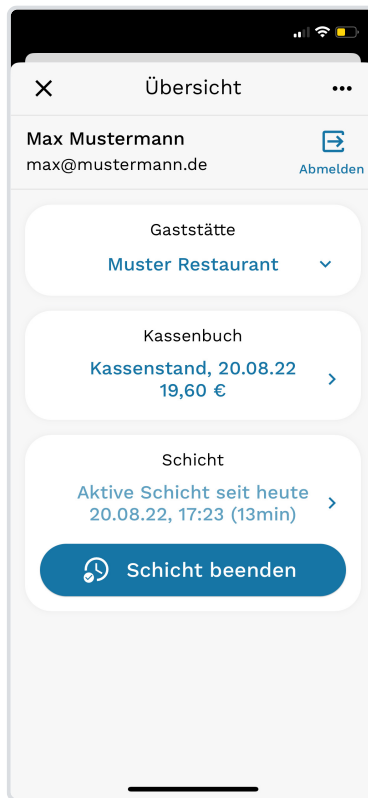 Übersicht
Max Mustermann
max@mustermann.de
Abmelden
Gaststätte
Muster Restaurant
Kassenbuch
Kassenstand, 20.08.22
19,60 €
Schicht
Aktive Schicht seit heute
20.08.22, 17:23 (13min)
Schicht beenden